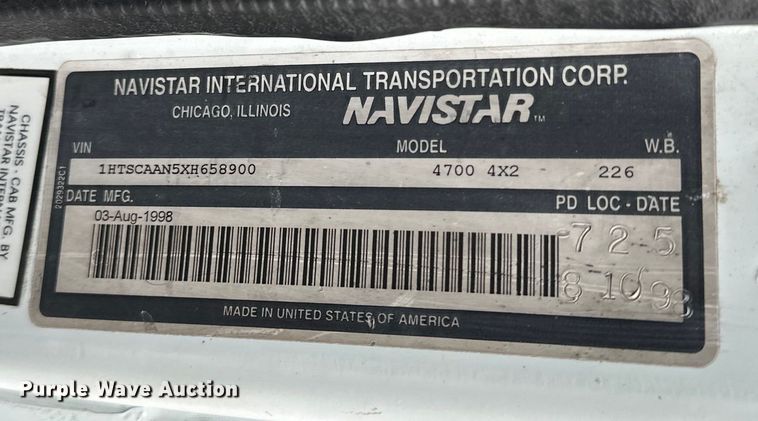 NAVISTAR INTERNATIONAL TRANSPORTATION CORP.
CHICAGO, ILLINOIS NAVISTAR™
VIN MODEL W.B.
1HTSCAAN5XH658900 4700 4X2 226
DATE MFG. PD LOC - DATE
03-Aug-1998
-725
8 10 98
MADE IN UNITED STATES OF AMERICA
2029322C1
CHASSIS - CAB MFG. BY
NAVISTAR INTER
Purple Wave Auction